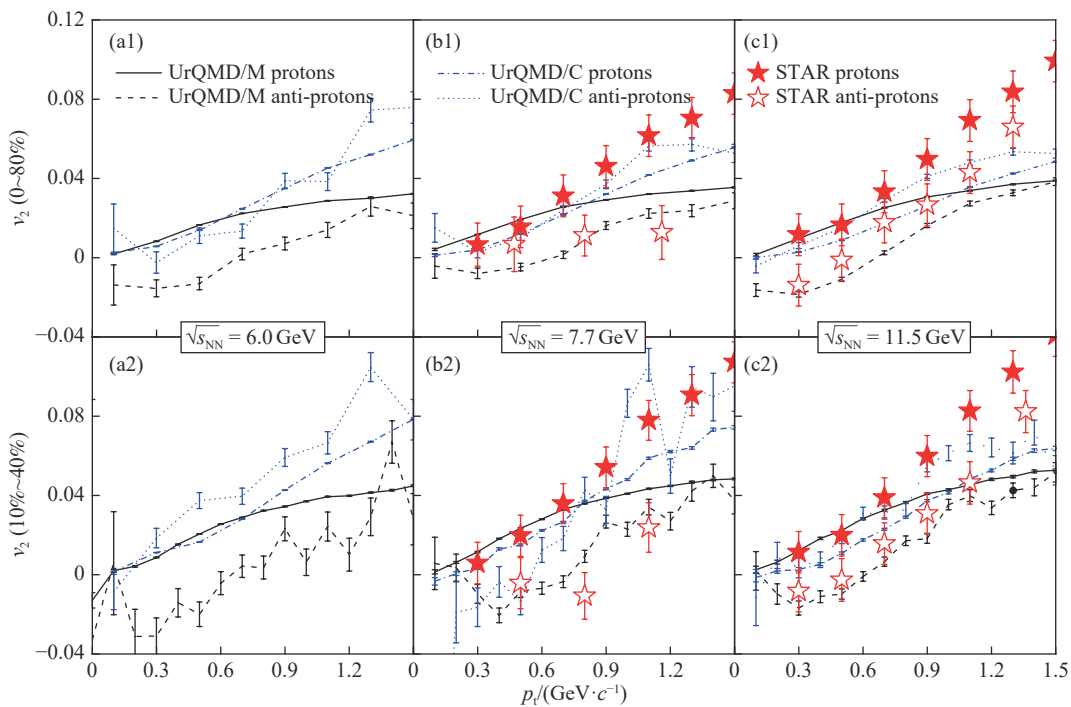 0.12
0.08
0.04
0
−0.04
v₂ (0~80%)
(a1)
UrQMD/M protons
UrQMD/M anti-protons
(b1)
UrQMD/C protons
UrQMD/C anti-protons
(c1)
STAR protons
STAR anti-protons
√sNN = 6.0 GeV
√sNN = 7.7 GeV
√sNN = 11.5 GeV
0.08
0.04
0
−0.04
v₂ (10%~40%)
(a2)
(b2)
(c2)
0 0.3 0.6 0.9 1.2 0 0.3 0.6 0.9 1.2 0 0.3 0.6 0.9 1.2 1.5
pt/(GeV·c⁻¹)